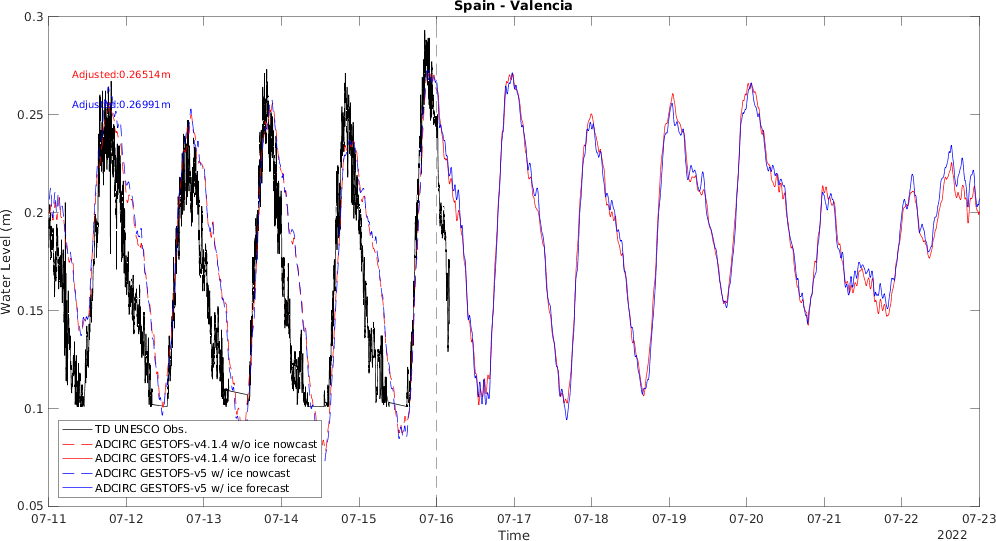 Spain - Valencia
0.3
Adjusted:0.26514m
Adjusted:0.26991m
0.25
0.2
Water Level (m)
0.15
0.1
TD UNESCO Obs.
ADCIRC GESTOFS-v4.1.4 w/o ice nowcast
ADCIRC GESTOFS-v4.1.4 w/o ice forecast
ADCIRC GESTOFS-v5 w/ ice nowcast
ADCIRC GESTOFS-v5 w/ ice forecast
0.05
07-11 07-12 07-13 07-14 07-15 07-16 07-17 07-18 07-19 07-20 07-21 07-22 07-23
Time
2022